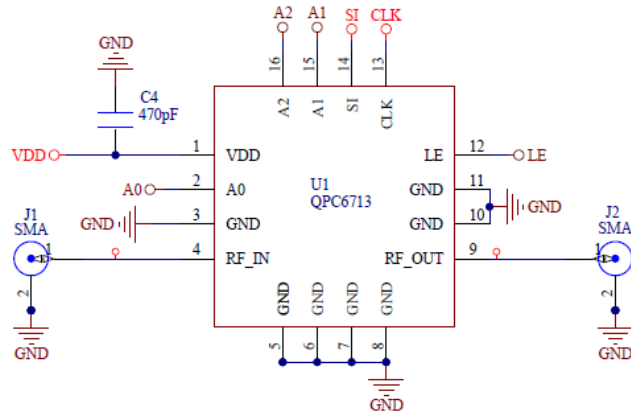 A2 A1 SI CLK
GND
16 15 14 13
C4
470pF
A2 A1 SI CLK
VDD 1 VDD LE 12 LE
U1
QPC6713
A0 2 A0 GND 11
GND 3 GND GND 10 GND
J1
SMA
J2
SMA
1 4 RF_IN RF_OUT 9 1
2 2
GND GND GND GND
5 6 7 8
GND GND
GND